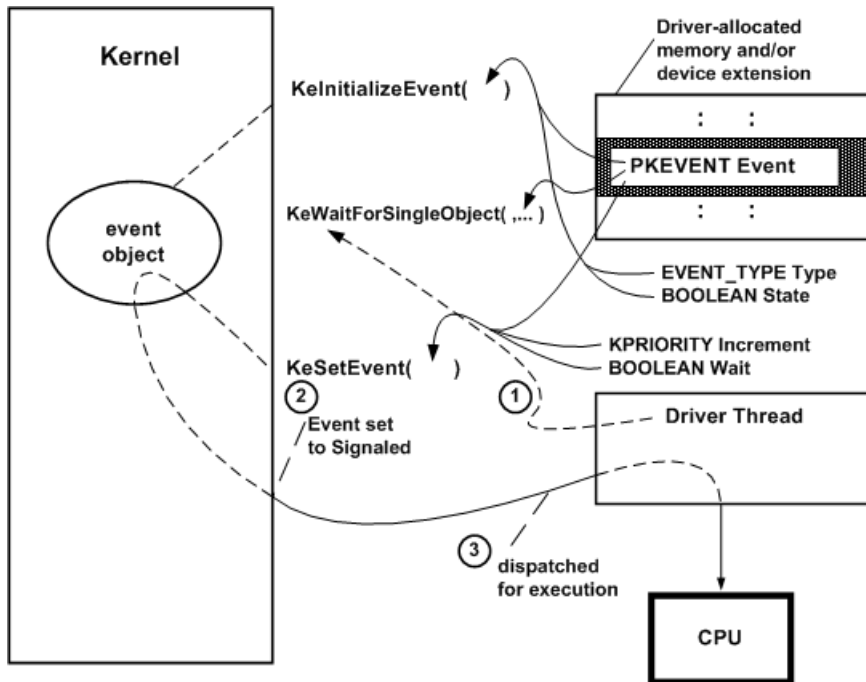 Kernel
Driver-allocated
memory and/or
device extension
KeInitializeEvent(    )
: :
PKEVENT Event
event
object
KeWaitForSingleObject( ,... )
: :
EVENT_TYPE Type
BOOLEAN State
KPRIORITY Increment
BOOLEAN Wait
KeSetEvent(    )
2
1
Event set
to Signaled
Driver Thread
3
dispatched
for execution
CPU